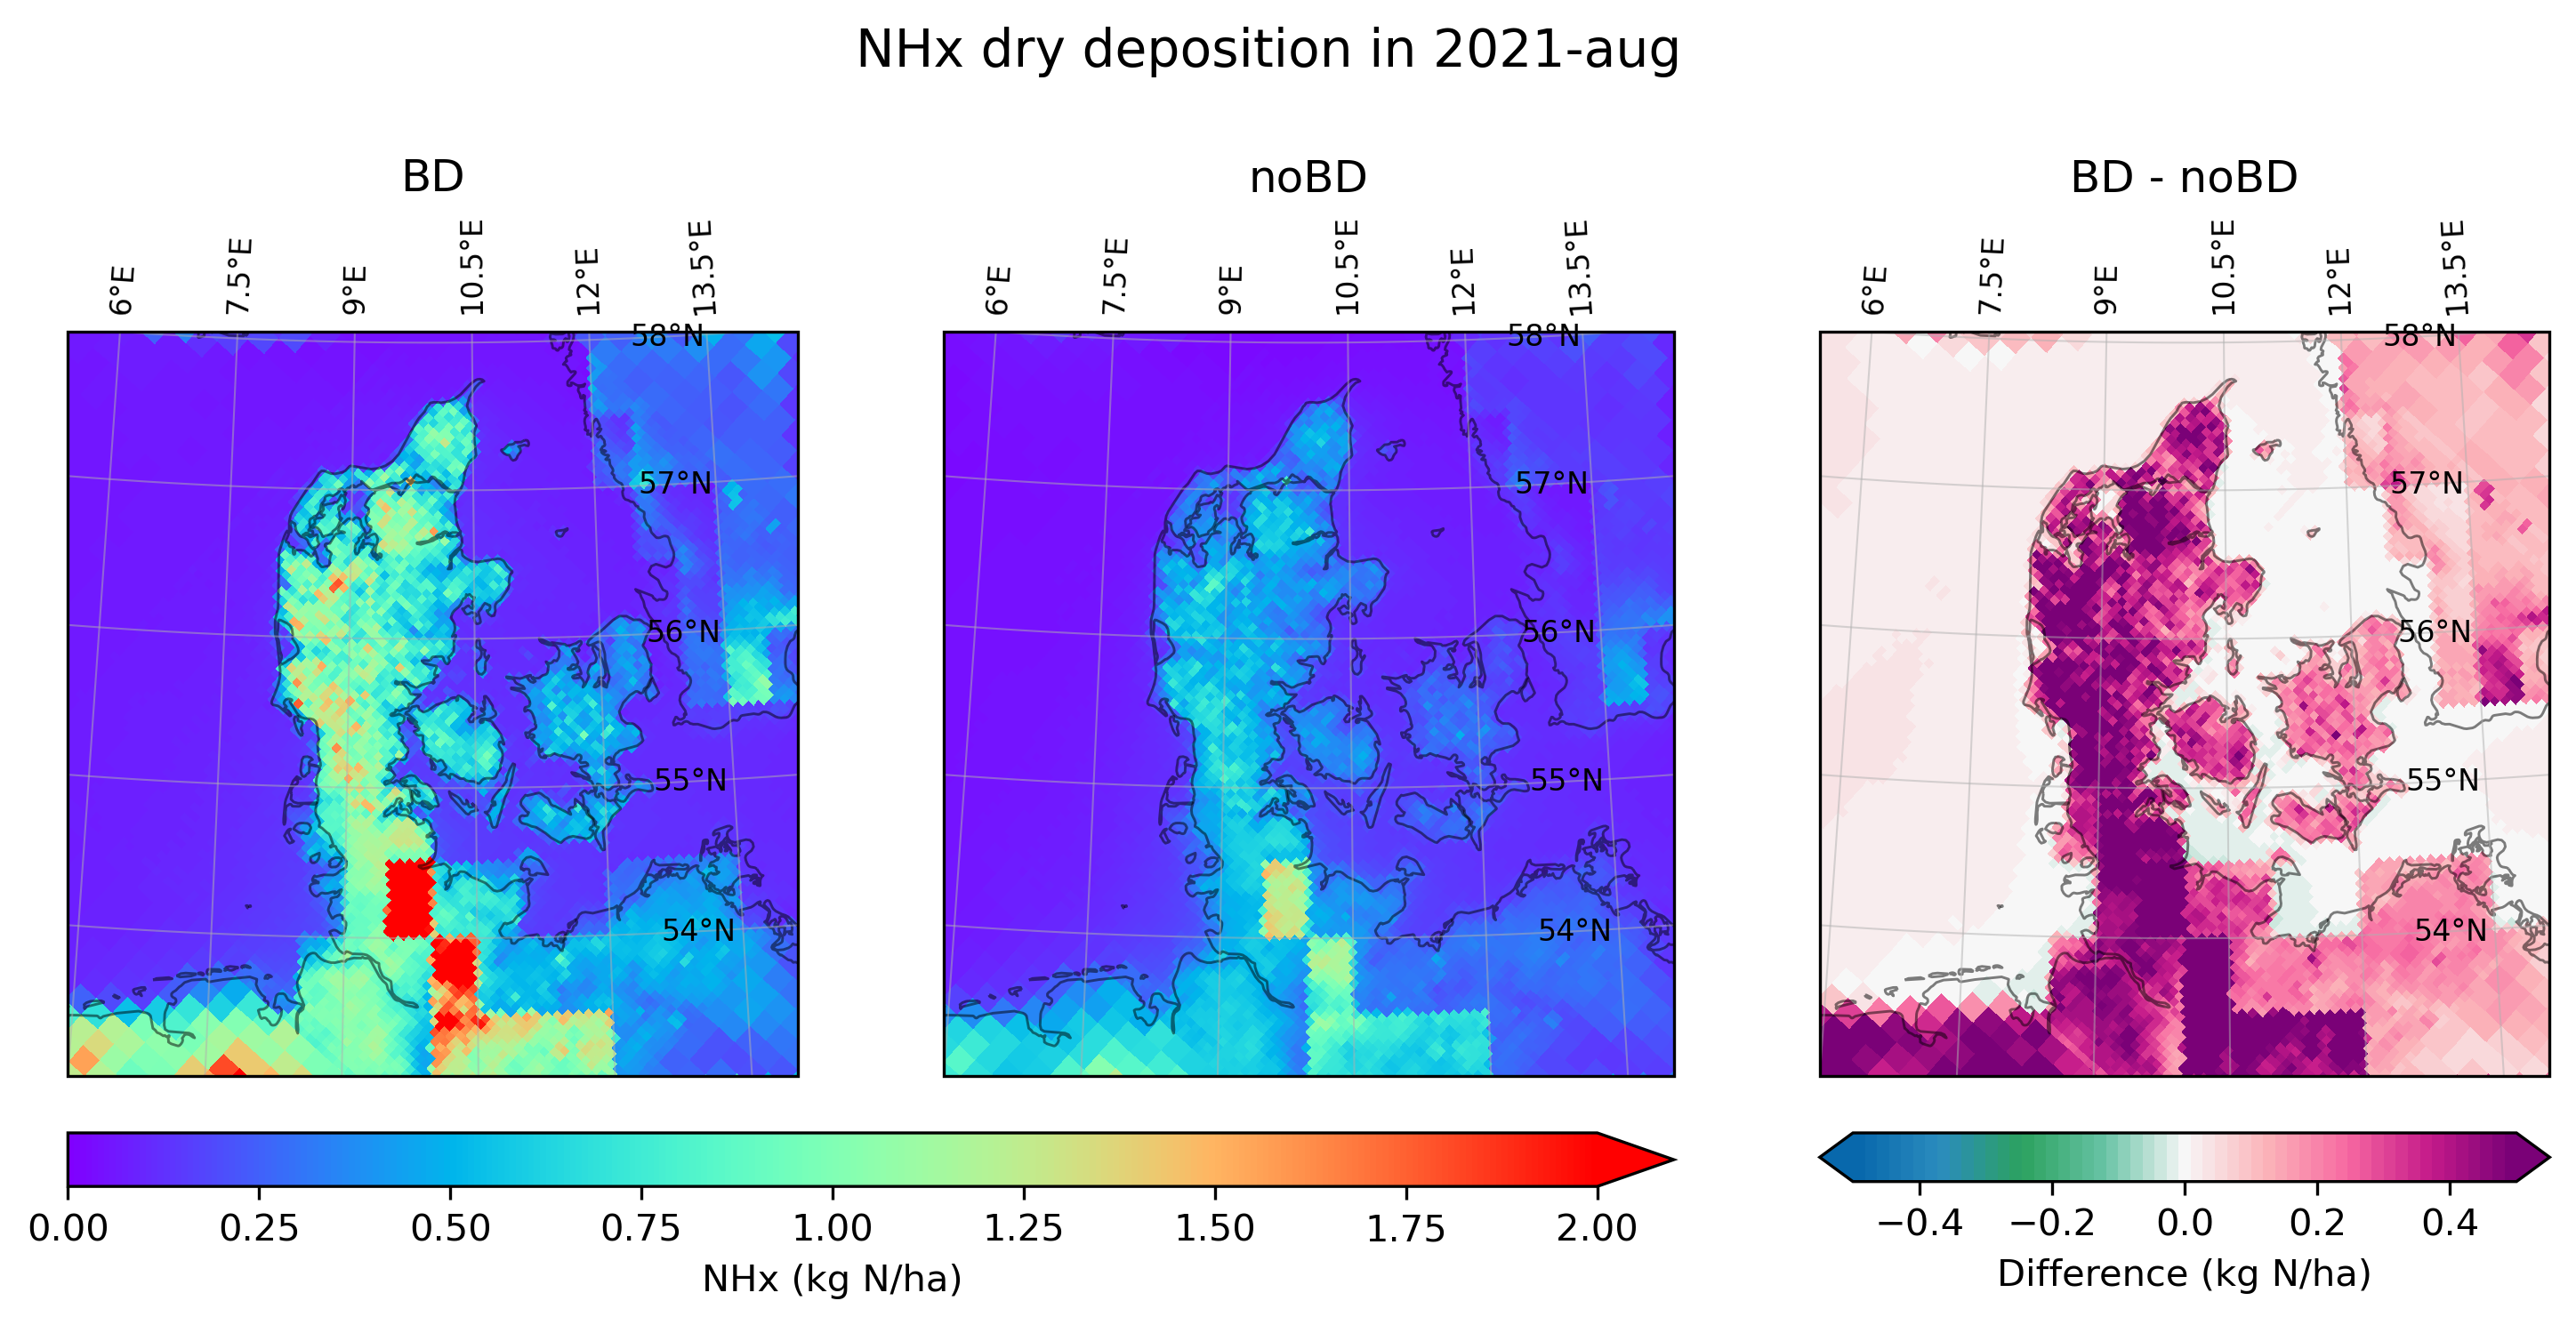 NHx dry deposition in 2021-aug
BD
noBD
BD - noBD
6°E 7.5°E 9°E 10.5°E 12°E 13.5°E
6°E 7.5°E 9°E 10.5°E 12°E 13.5°E
6°E 7.5°E 9°E 10.5°E 12°E 13.5°E
58°N 58°N 58°N
57°N 57°N 57°N
56°N 56°N 56°N
55°N 55°N 55°N
54°N 54°N 54°N
0.00 0.25 0.50 0.75 1.00 1.25 1.50 1.75 2.00
NHx (kg N/ha)
−0.4 −0.2 0.0 0.2 0.4
Difference (kg N/ha)